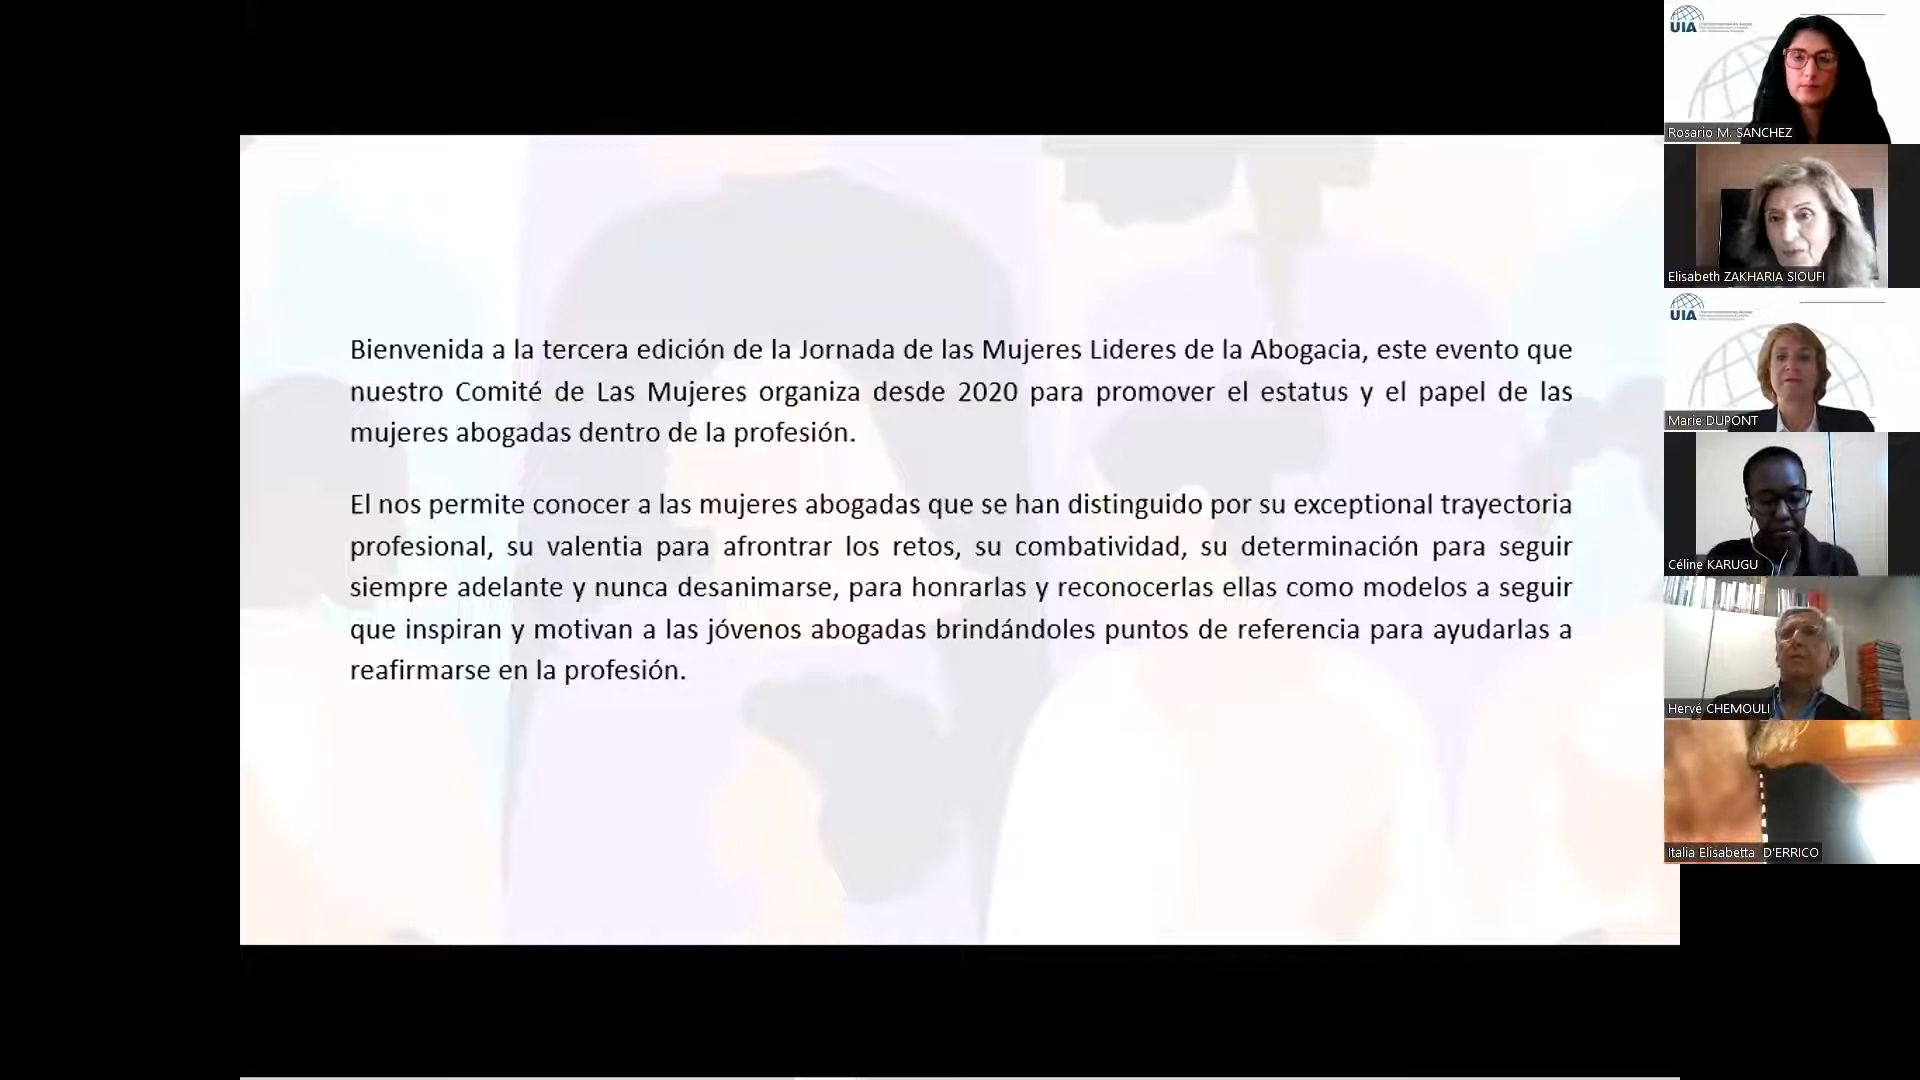 Bienvenida a la tercera edición de la Jornada de las Mujeres Lideres de la Abogacia, este evento que
nuestro Comité de Las Mujeres organiza desde 2020 para promover el estatus y el papel de las
mujeres abogadas dentro de la profesión.
El nos permite conocer a las mujeres abogadas que se han distinguido por su exceptional trayectoria
profesional, su valentia para afrontrar los retos, su combatividad, su determinación para seguir
siempre adelante y nunca desanimarse, para honrarlas y reconocerlas ellas como modelos a seguir
que inspiran y motivan a las jóvenos abogadas brindándoles puntos de referencia para ayudarlas a
reafirmarse en la profesión.
UIA
Rosario M. SANCHEZ
Elisabeth ZAKHARIA SIOUFI
UIA
Marie DUPONT
Céline KARUGU
Hervé CHEMOULI
Italia Elisabetta D'ERRICO